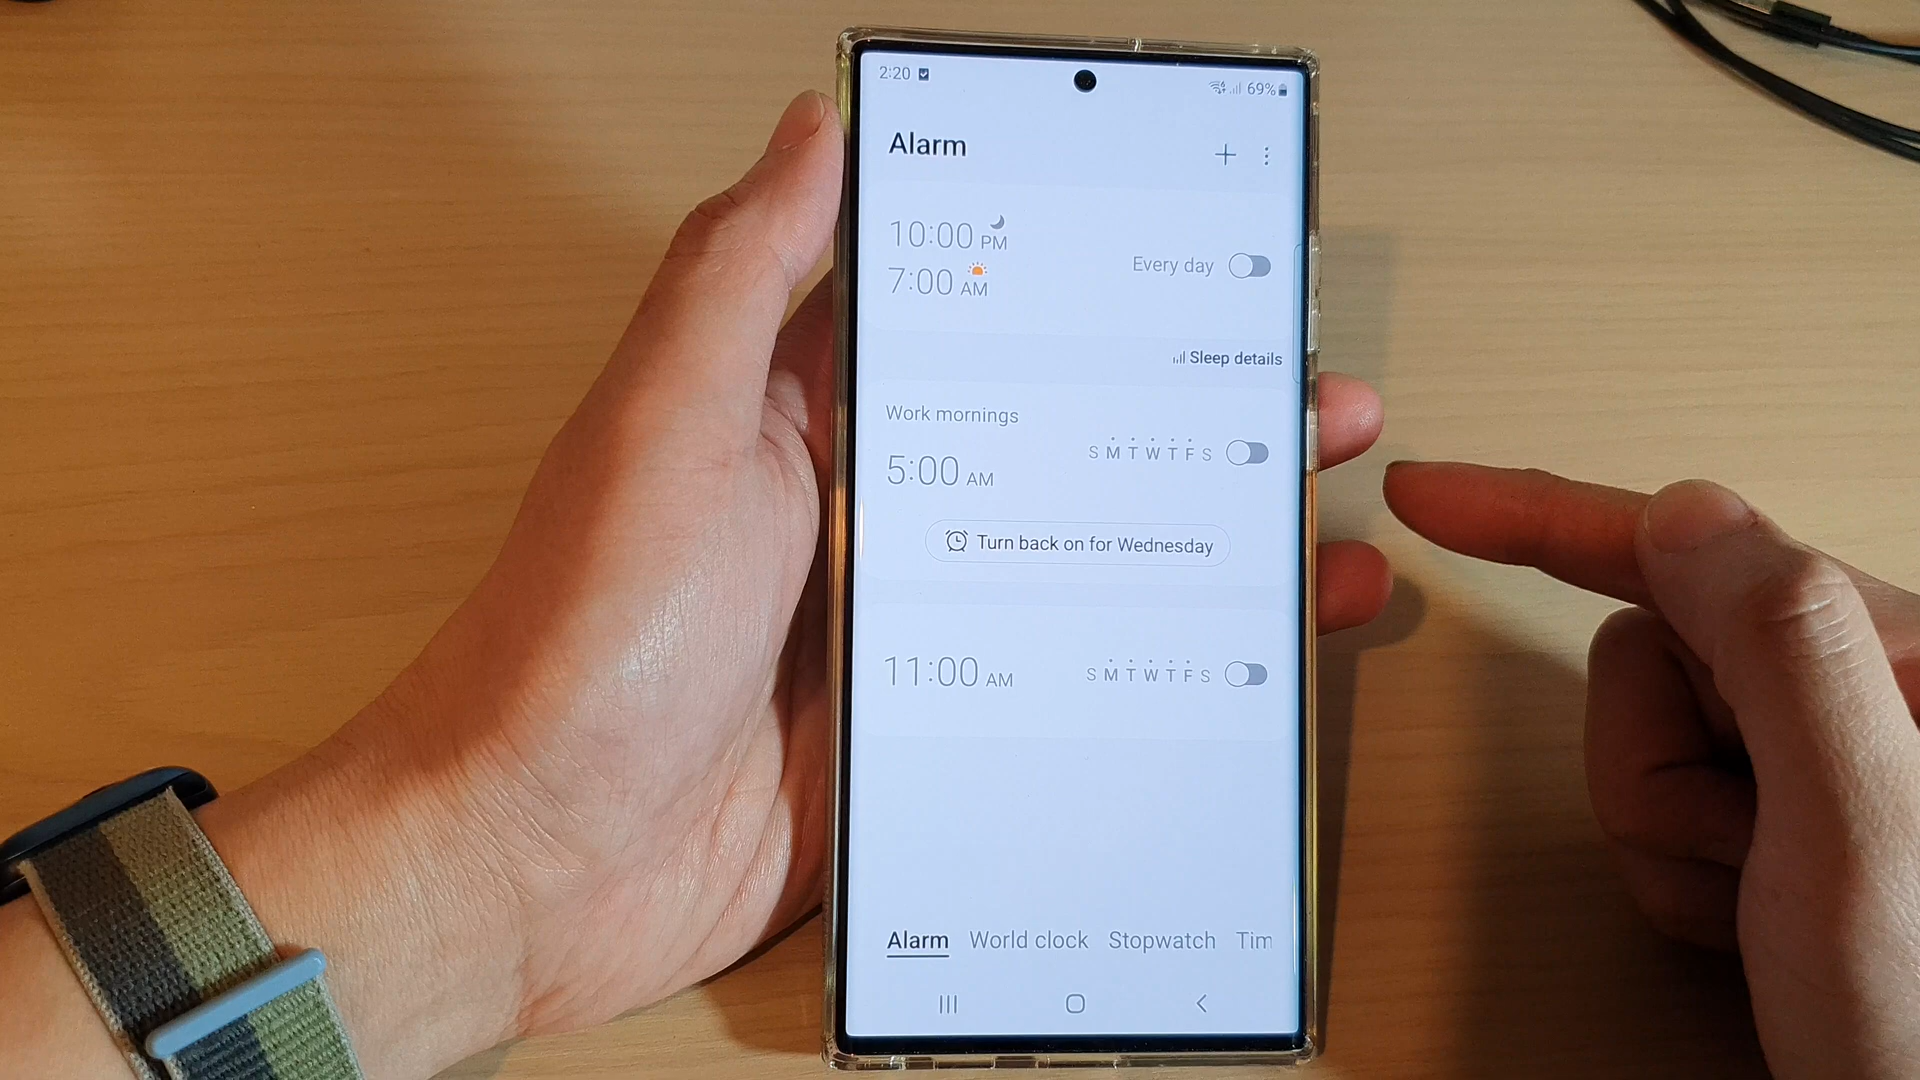 2:20
69%
Alarm
10:00 PM
7:00 AM
Every day
Sleep details
Work mornings
5:00 AM
S M T W T F S
Turn back on for Wednesday
11:00 AM
S M T W T F S
Alarm World clock Stopwatch Tim